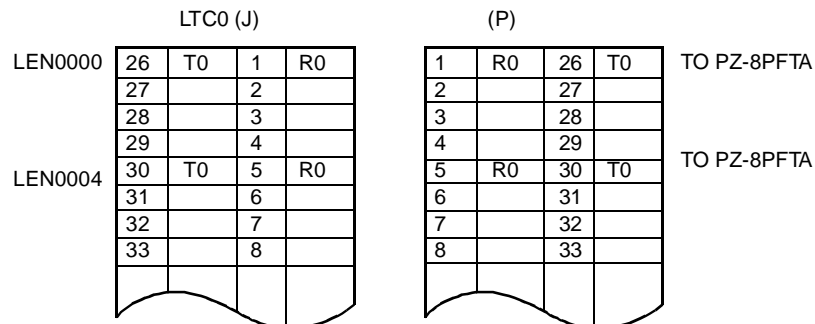 LTC0 (J) (P)
LEN0000 26 T0 1 R0 1 R0 26 T0 TO PZ-8PFTA
27 2 2 27
28 3 3 28
29 4 4 29
LEN0004 30 T0 5 R0 5 R0 30 T0 TO PZ-8PFTA
31 6 6 31
32 7 7 32
33 8 8 33